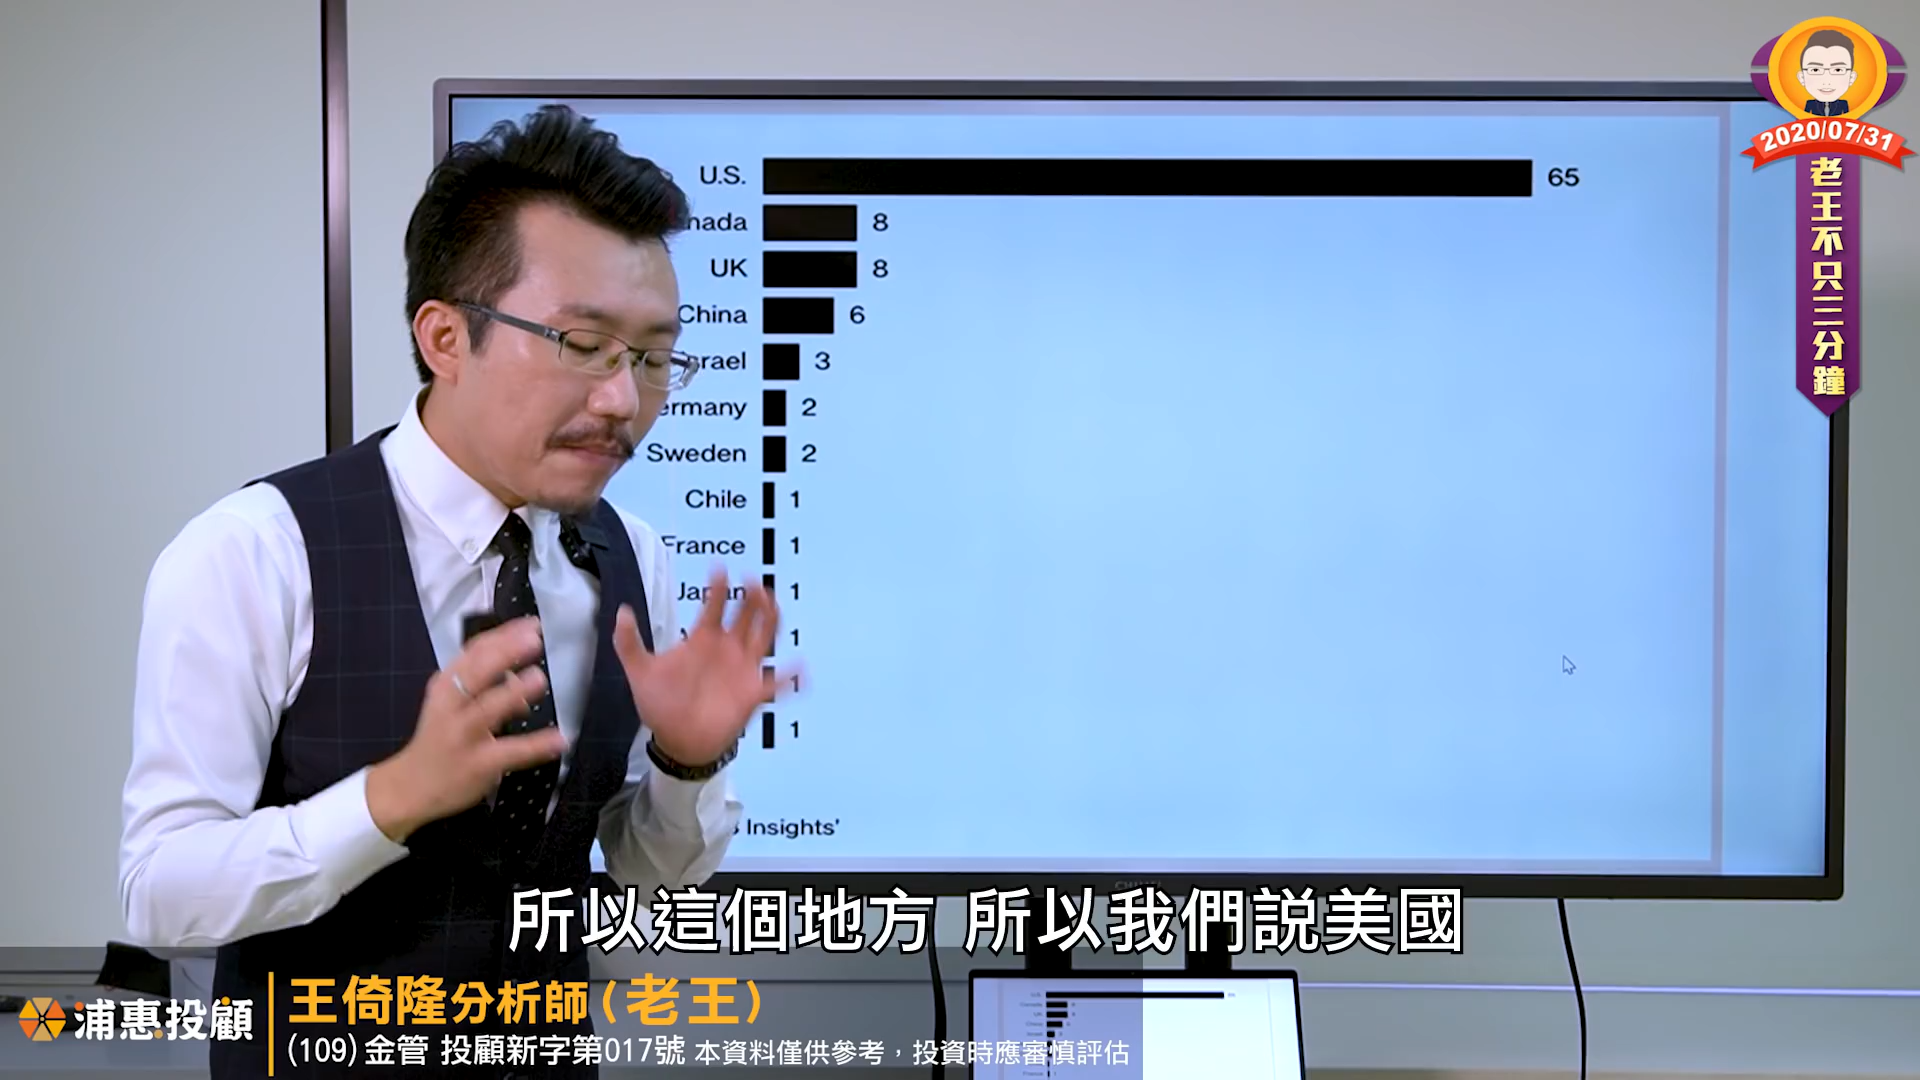 2020/07/31
老王不只三分鐘
U.S. 65
nada 8
UK 8
China 6
srael 3
ermany 2
Sweden 2
Chile 1
France 1
Japan 1
1
1
1
Insights'
所以這個地方 所以我們説美國
浦惠投顧
王倚隆分析師(老王)
(109)金管 投顧新字第017號 本資料僅供參考，投資時應審慎評估